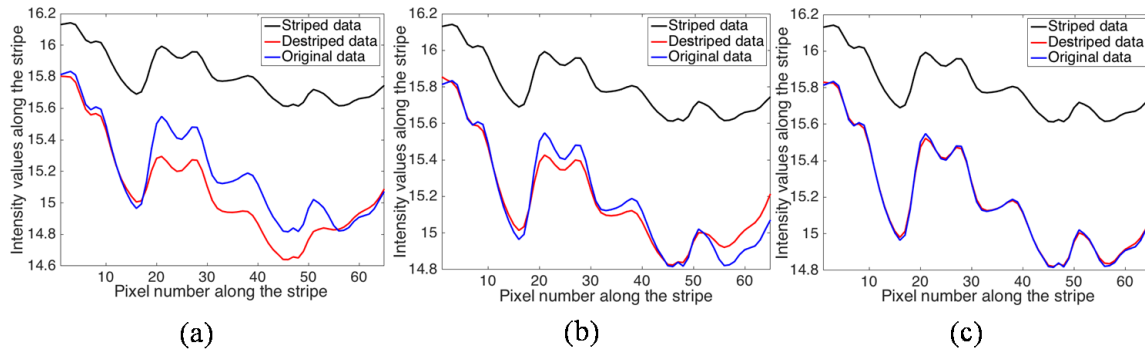 16.2
16
15.8
15.6
15.4
15.2
15
14.8
14.6
Intensity values along the stripe
10 20 30 40 50 60
Pixel number along the stripe
Striped data
Destriped data
Original data
(a)
16.2
16
15.8
15.6
15.4
15.2
15
14.8
Intensity values along the stripe
10 20 30 40 50 60
Pixel number along the stripe
Striped data
Destriped data
Original data
(b)
16.2
16
15.8
15.6
15.4
15.2
15
14.8
Intensity values along the stripe
10 20 30 40 50 60
Pixel number along the stripe
Striped data
Destriped data
Original data
(c)